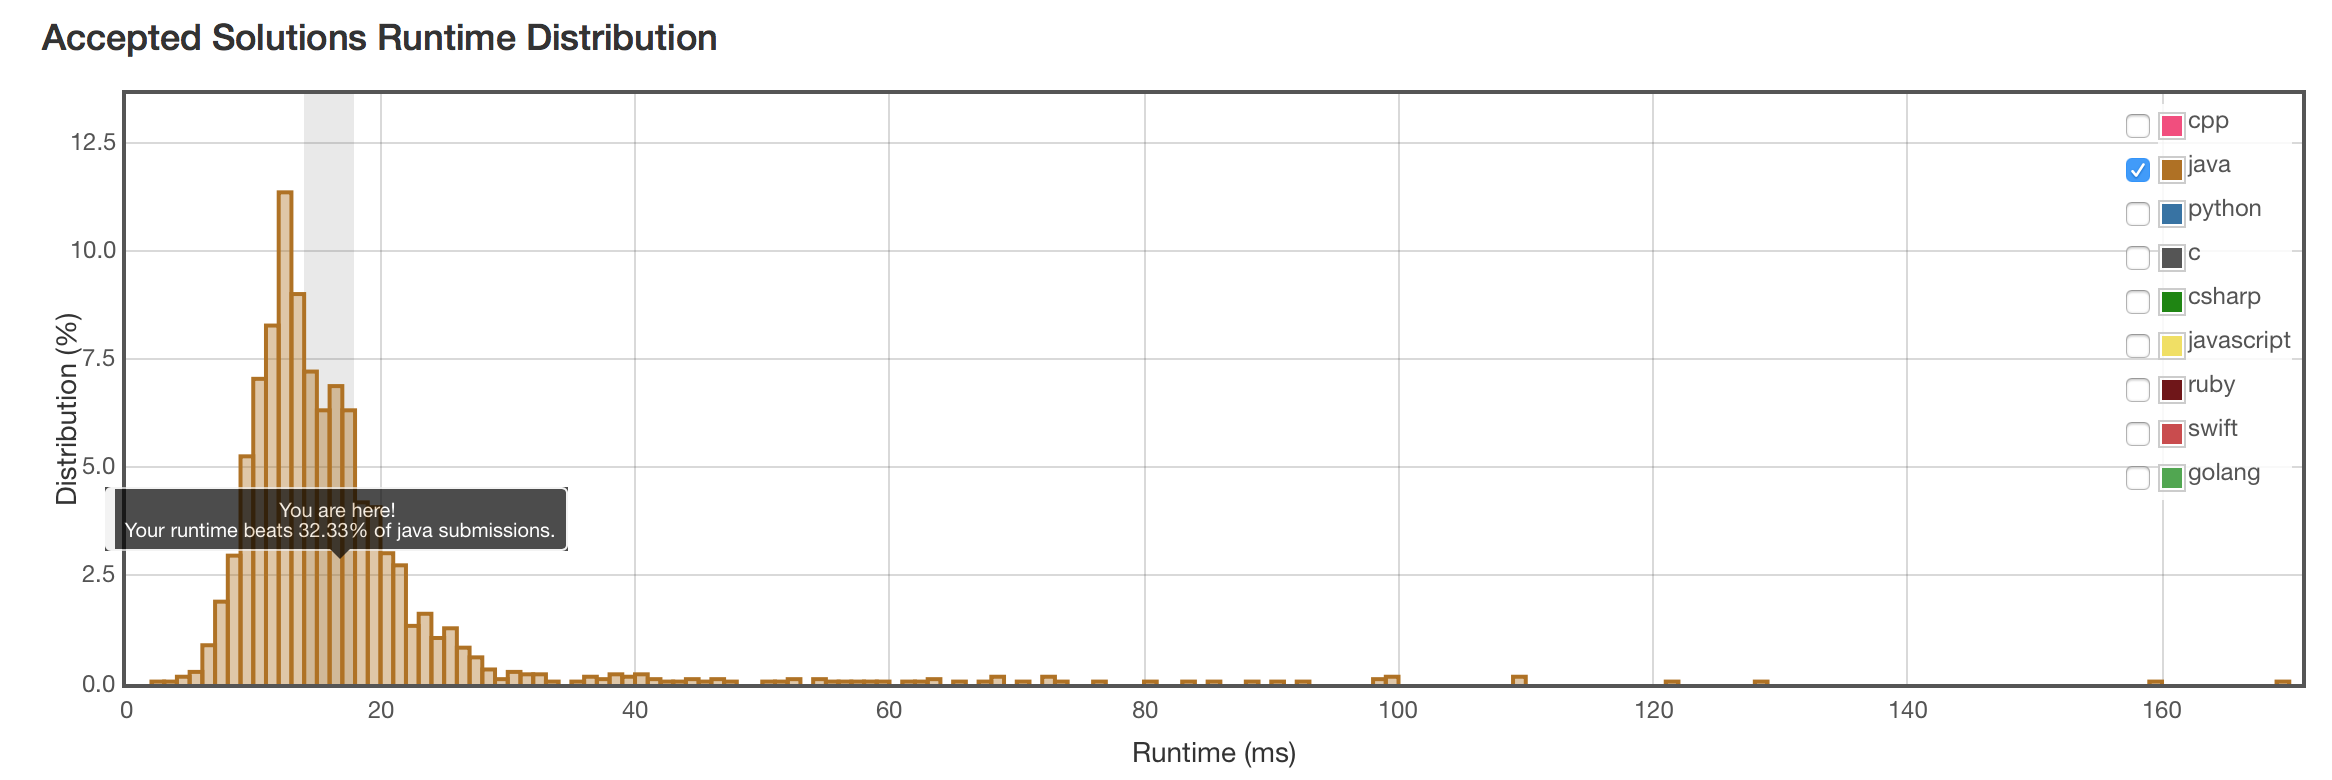 Accepted Solutions Runtime Distribution
12.5
10.0
7.5
5.0
2.5
0.0
Distribution (%)
You are here!
Your runtime beats 32.33% of java submissions.
cpp
java
python
c
csharp
javascript
ruby
swift
golang
0 20 40 60 80 100 120 140 160
Runtime (ms)